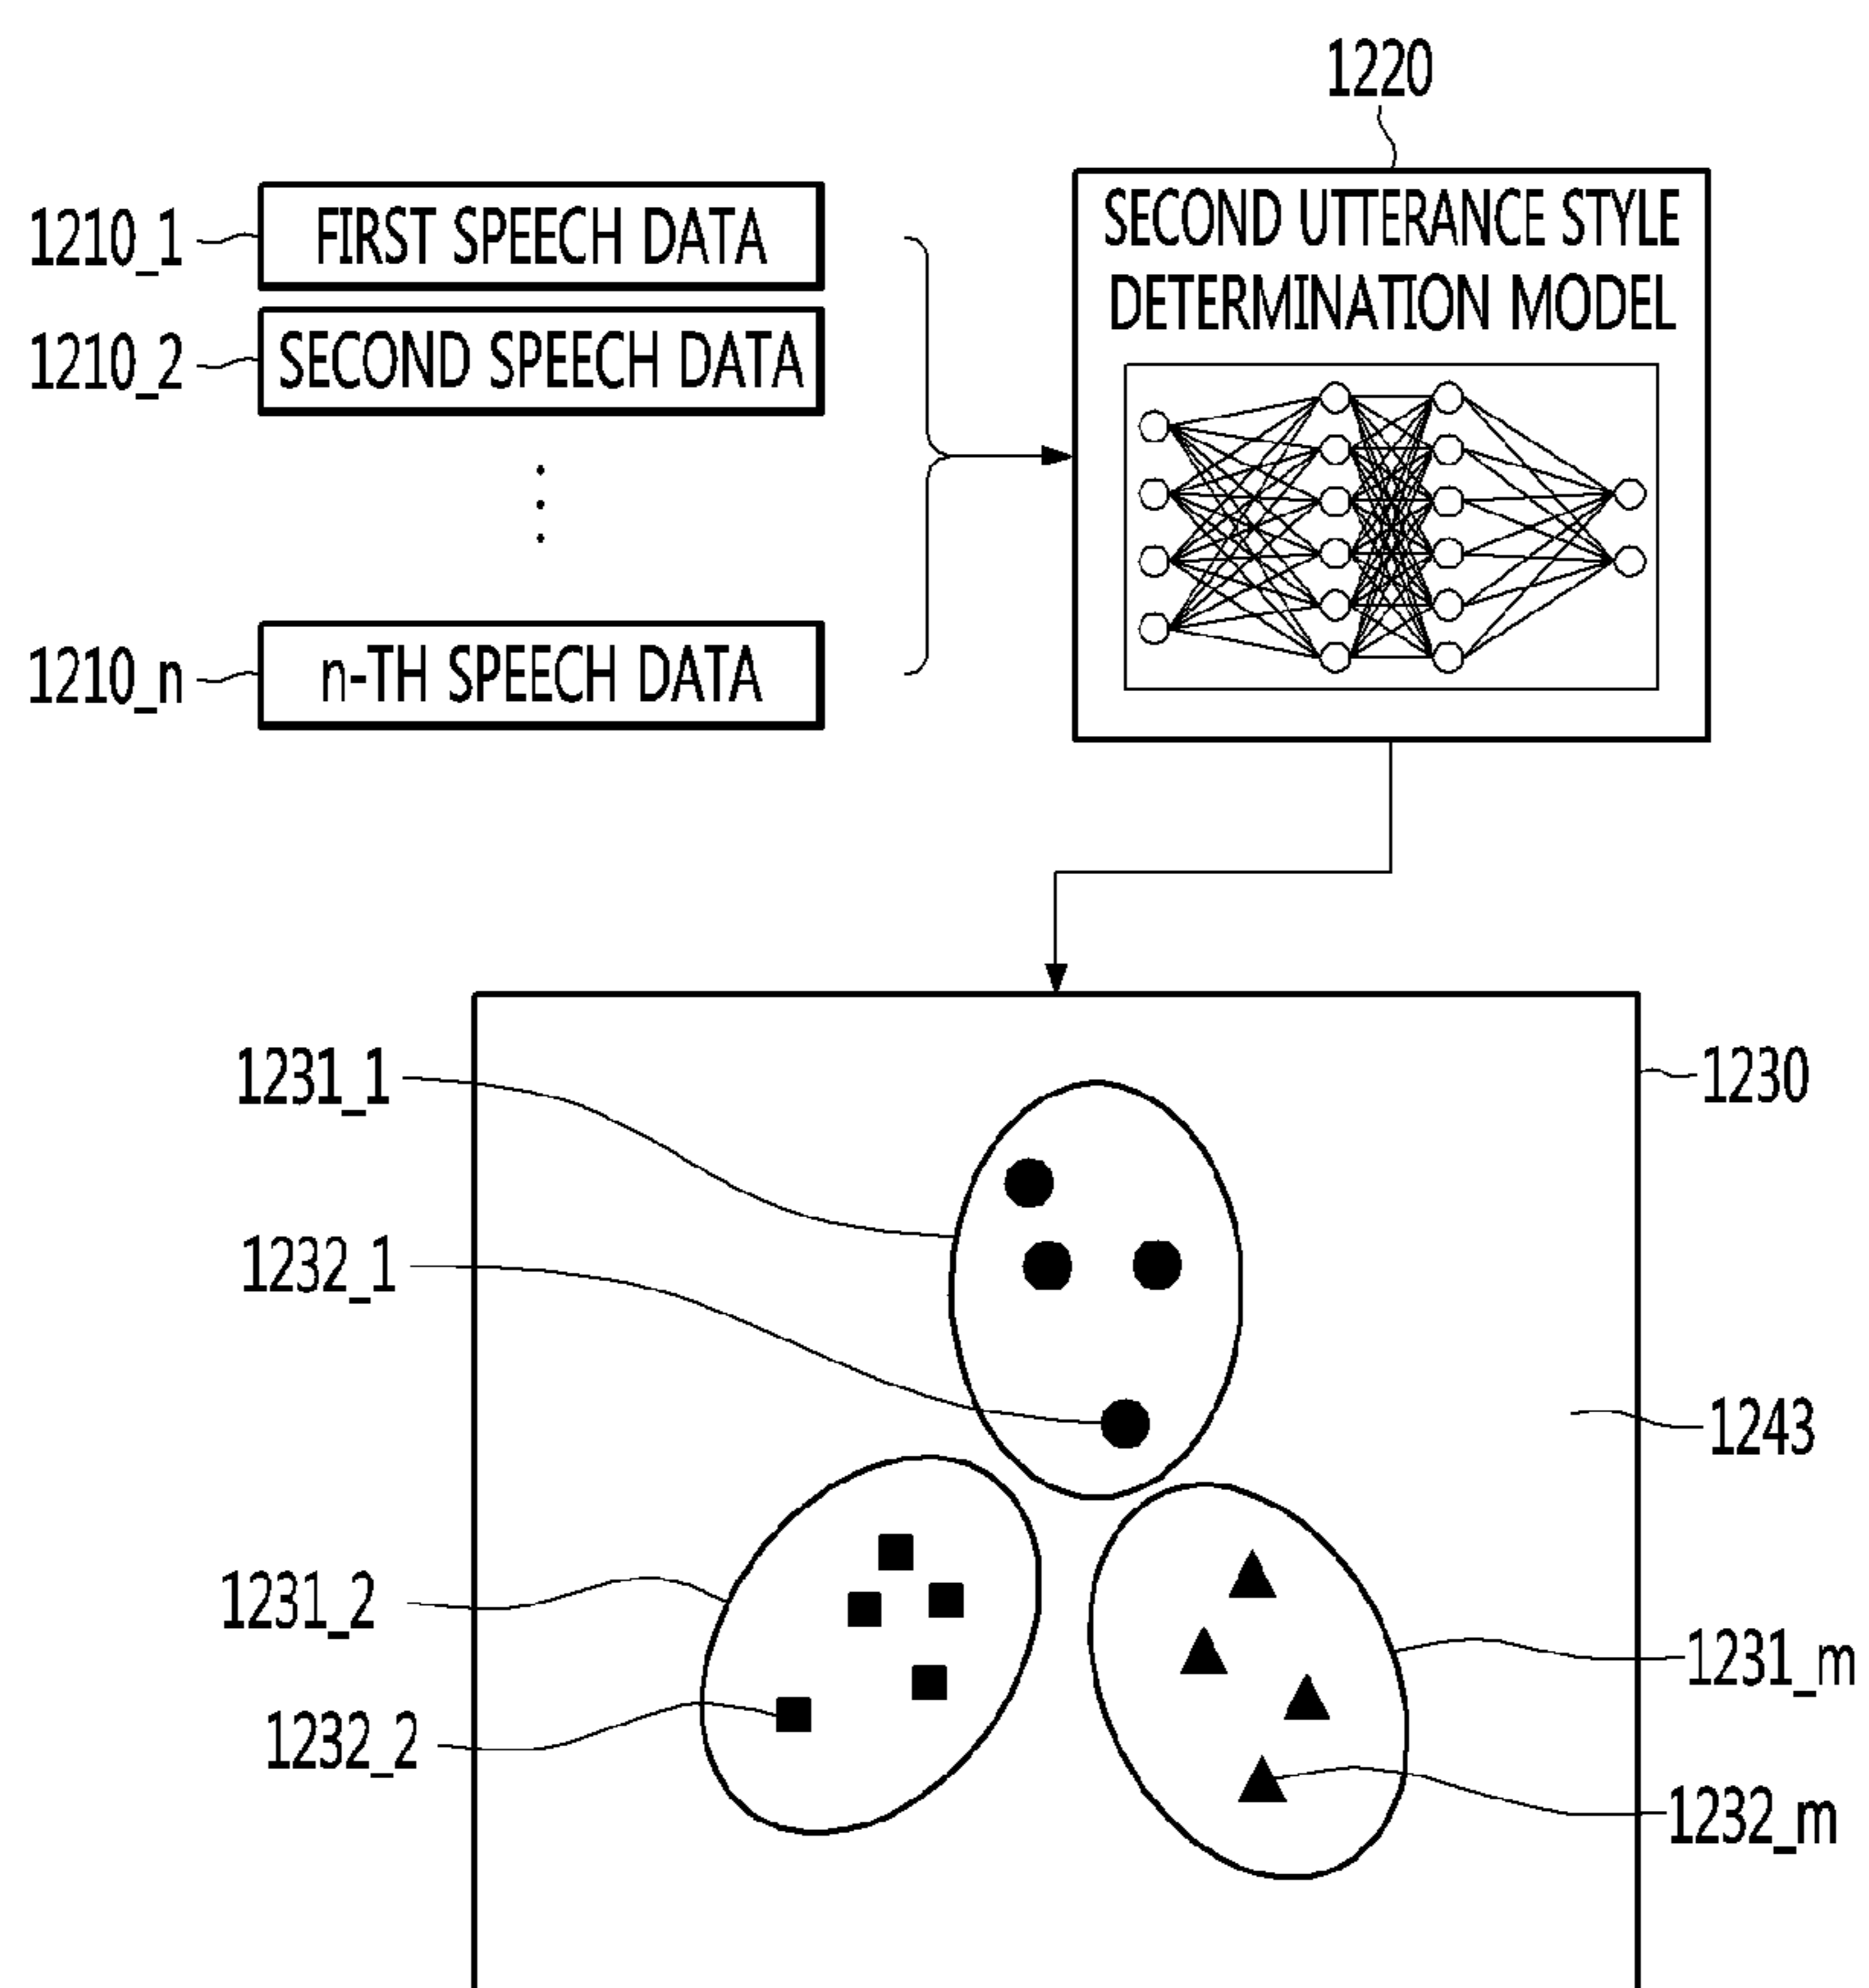 1220
1210_1
FIRST SPEECH DATA
SECOND UTTERANCE STYLE
DETERMINATION MODEL
1210_2
SECOND SPEECH DATA
1210_n
n-TH SPEECH DATA
1231_1
1230
1232_1
1243
1231_2
1231_m
1232_2
1232_m